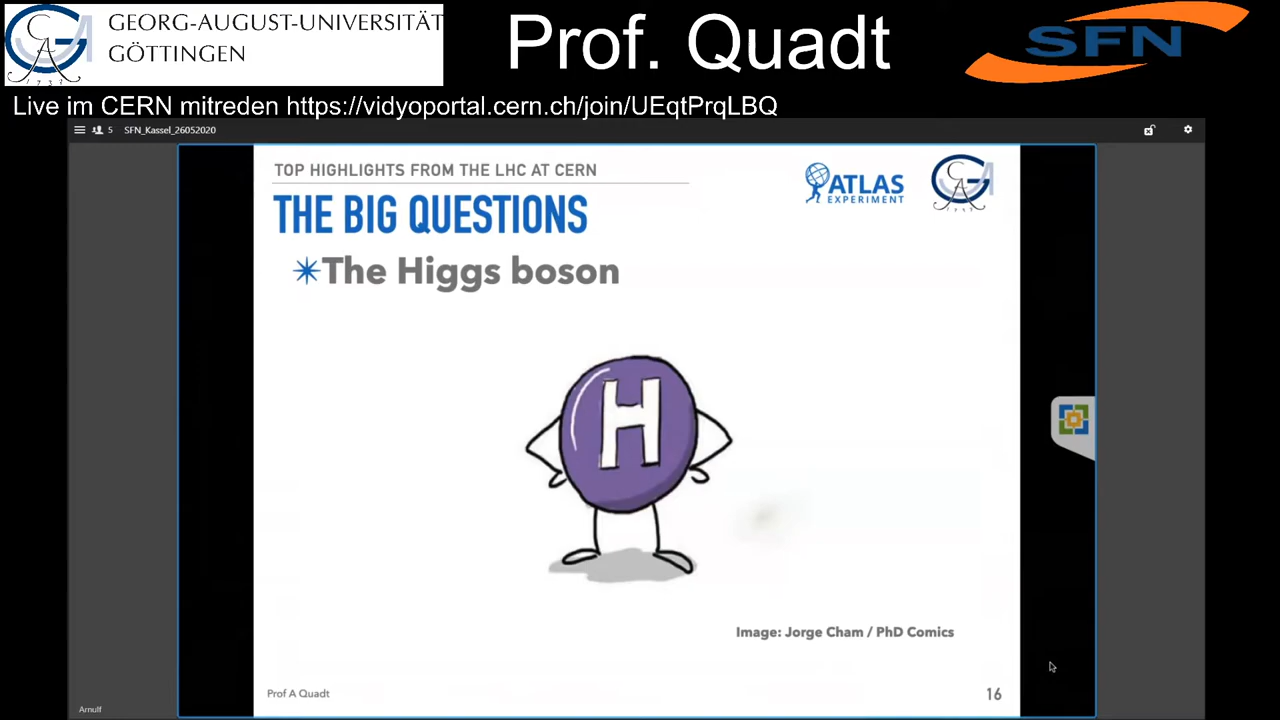 GEORG-AUGUST-UNIVERSITÄT
GÖTTINGEN
Prof. Quadt
SFN
Live im CERN mitreden https://vidyoportal.cern.ch/join/UEqtPrqLBQ
5 SFN_Kassel_26052020
TOP HIGHLIGHTS FROM THE LHC AT CERN
ATLAS
EXPERIMENT
THE BIG QUESTIONS
The Higgs boson
H
Image: Jorge Cham / PhD Comics
Prof A Quadt
16
Arnulf